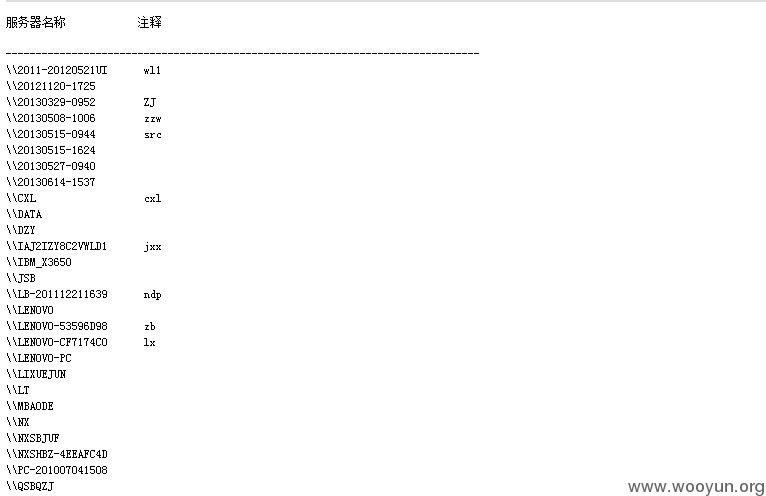 服务器名称 注释
-------------------------------------------------------------------------------
\\2011-20120521UI wl1
\\20121120-1725
\\20130329-0952 ZJ
\\20130508-1006 zzw
\\20130515-0944 src
\\20130515-1624
\\20130527-0940
\\20130614-1537
\\CXL cxl
\\DATA
\\DZY
\\IAJ2IZY8C2VWLD1 jxx
\\IBM_X3650
\\JSB
\\LB-201112211639 ndp
\\LENOVO
\\LENOVO-53596D98 zb
\\LENOVO-CF7174C0 lx
\\LENOVO-PC
\\LIXUEJUN
\\LT
\\MBAODE
\\NX
\\NXSBJUF
\\NXSHBZ-4EEAFC4D
\\PC-201007041508
\\QSBQZJ
www.wooyun.org